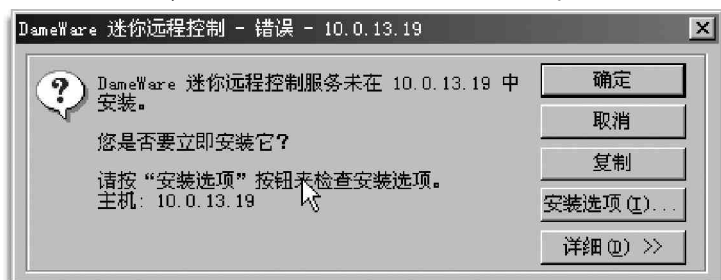 DameWare 迷你远程控制 - 错误 - 10.0.13.19
DameWare 迷你远程控制服务未在 10.0.13.19 中
安装。
您是否要立即安装它?
请按“安装选项”按钮来检查安装选项。
主机: 10.0.13.19
确定
取消
复制
安装选项(I)...
详细(D) >>